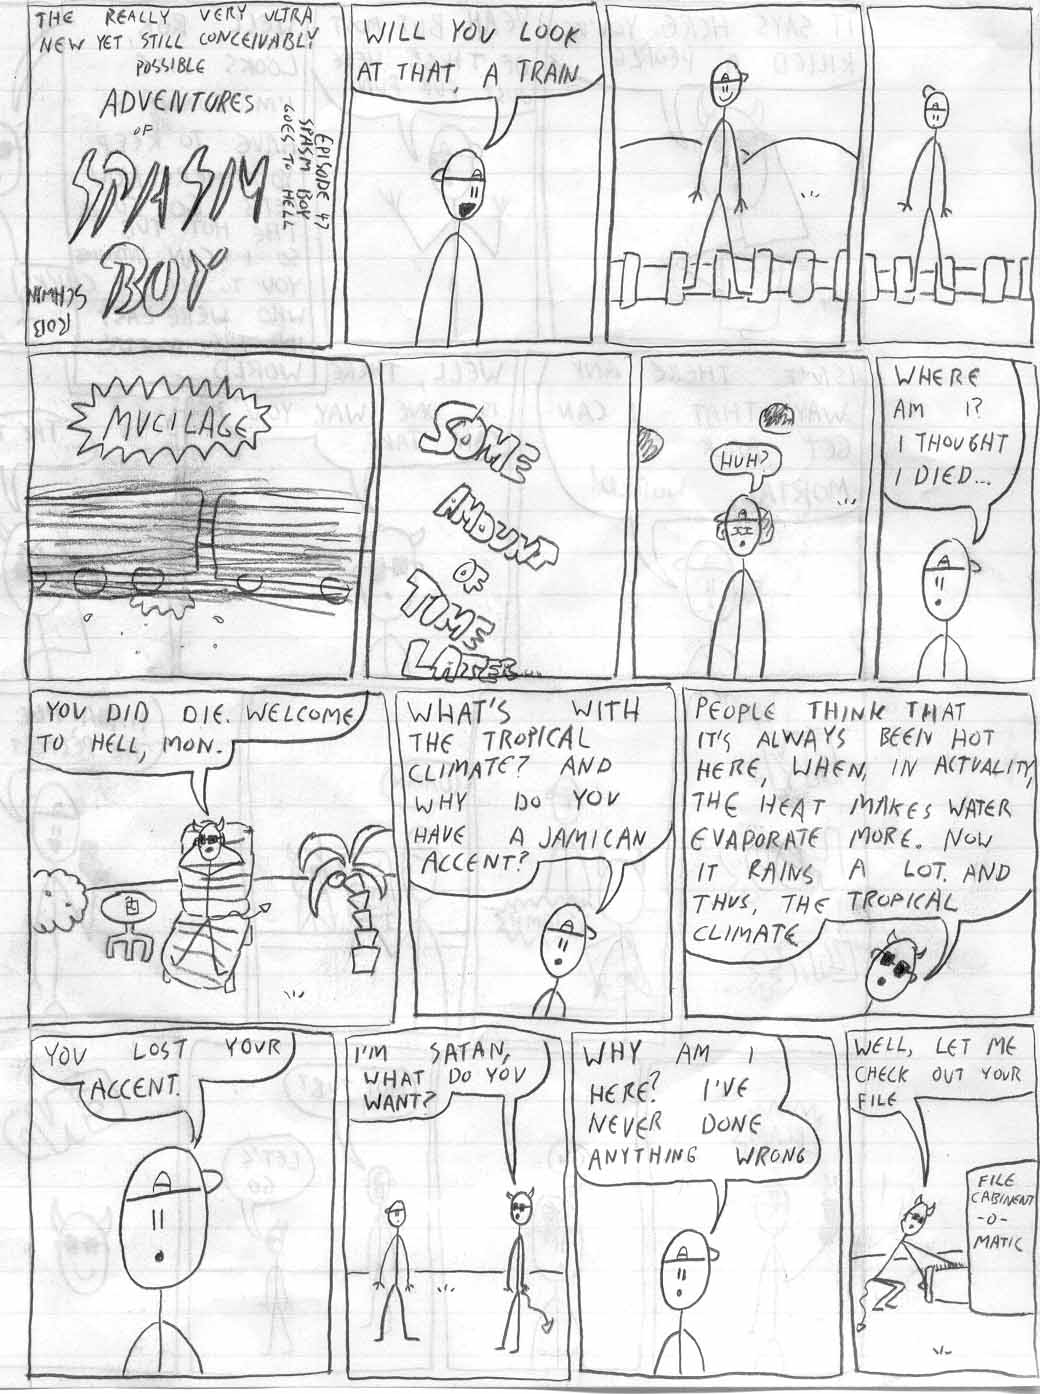 THE REALLY VERY ULTRA
NEW YET STILL CONCEIVABLY
POSSIBLE
ADVENTURES
OF
SPASM
BOY
EPISODE 47
SPASM BOY
GOES TO HELL
ROB
SCHWIN
WILL YOU LOOK
AT THAT, A TRAIN
MUCILAGE
SOME
AMOUNT
OF
TIME
LATER...
HUH?
WHERE
AM I?
I THOUGHT
I DIED...
YOU DID DIE. WELCOME
TO HELL, MON.
WHAT'S WITH
THE TROPICAL
CLIMATE? AND
WHY DO YOU
HAVE A JAMICAN
ACCENT?
PEOPLE THINK THAT
IT'S ALWAYS BEEN HOT
HERE, WHEN, IN ACTUALITY,
THE HEAT MAKES WATER
EVAPORATE MORE. NOW
IT RAINS A LOT. AND
THUS, THE TROPICAL
CLIMATE
YOU LOST YOUR
ACCENT.
I'M SATAN,
WHAT DO YOU
WANT?
WHY AM I
HERE? I'VE
NEVER DONE
ANYTHING WRONG
WELL, LET ME
CHECK OUT YOUR
FILE
FILE
CABINENT
-O-
MATIC